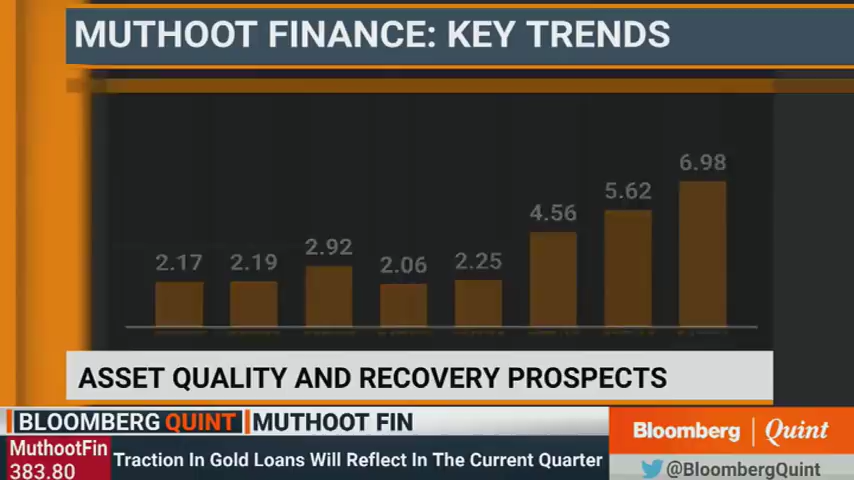 MUTHOOT FINANCE: KEY TRENDS
2.17 2.19 2.92 2.06 2.25 4.56 5.62 6.98
ASSET QUALITY AND RECOVERY PROSPECTS
BLOOMBERG QUINT MUTHOOT FIN
MuthootFin
383.80
Traction In Gold Loans Will Reflect In The Current Quarter
Bloomberg | Quint
@BloombergQuint